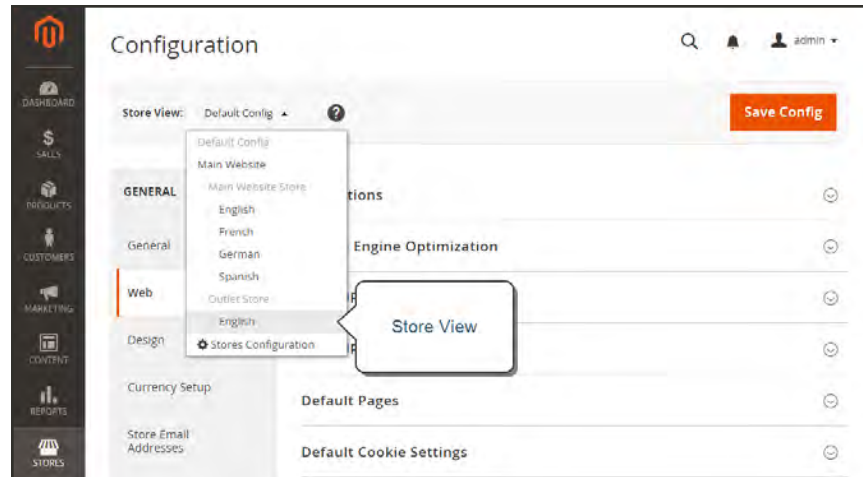 Configuration
admin
DASHBOARD
SALES
PRODUCTS
CUSTOMERS
MARKETING
CONTENT
REPORTS
STORES
Store View: Default Config
Save Config
Default Config
Main Website
Main Website Store
English
French
German
Spanish
Outlet Store
English
Stores Configuration
GENERAL
General
Web
Design
Currency Setup
Store Email
Addresses
tions
Engine Optimization
Store View
Default Pages
Default Cookie Settings